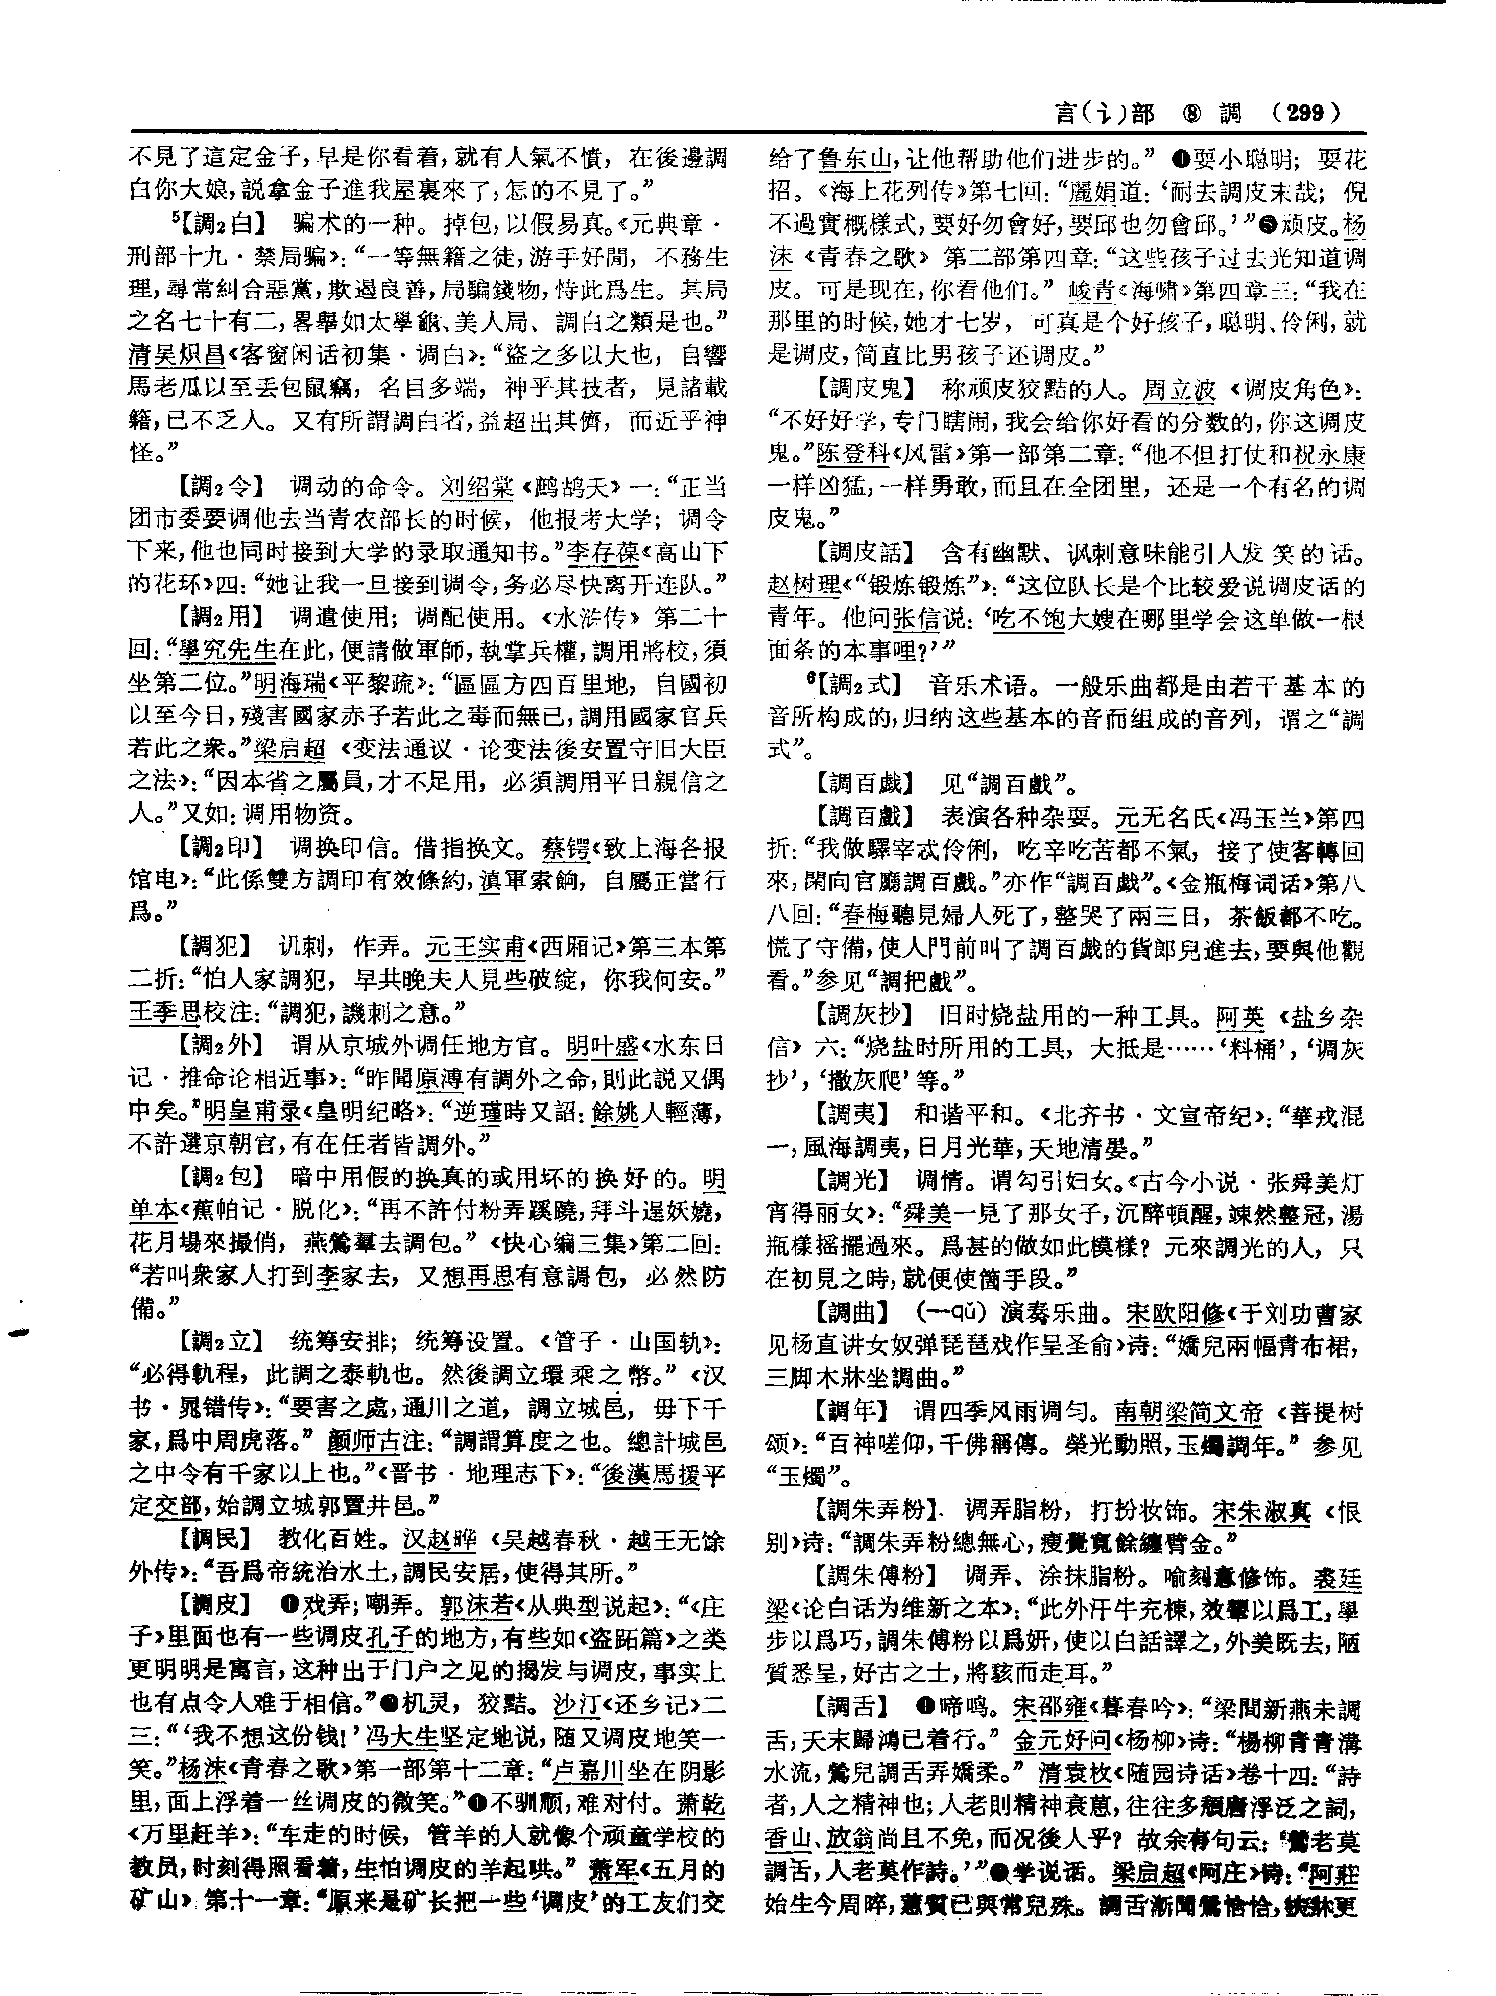 言(讠)部 ⑧ 調 (299)
不見了這定金子,早是你看着,就有人氣不憤, 在後邊調
白你大娘,説拿金子進我屋裏來了,怎的不見了。”
⁵【調₂白】 骗术的一种。掉包,以假易真。《元典章·
刑部十九·禁局骗》:“一等無籍之徒,游手好閒, 不務生
理,尋常糾合惡黨,欺遏良善,局騙錢物,恃此爲生。其局
之名七十有二,畧舉如太學龜、美人局、調白之類是也。”
清吴炽昌《客窗闲话初集·调白》:“盜之多以大也, 自響
馬老瓜以至丢包鼠竊, 名目多端, 神乎其技者, 見諸載
籍,已不乏人。又有所謂調白者,益超出其儕, 而近乎神
怪。”
【調₂令】 调动的命令。刘绍棠《鹧鸪天》一:“正当
团市委要调他去当青农部长的时候, 他报考大学; 调令
下来,他也同时接到大学的录取通知书。”李存葆《高山下
的花环》四:“她让我一旦接到调令,务必尽快离开连队。”
【調₂用】 调遣使用; 调配使用。《水浒传》第二十
回:“學究先生在此,便請做軍師,執掌兵權,調用將校,須
坐第二位。”明海瑞《平黎疏》:“區區方四百里地, 自國初
以至今日,殘害國家赤子若此之毒而無已,調用國家官兵
若此之衆。”梁启超《变法通议·论变法後安置守旧大臣
之法》:“因本省之屬員,才不足用, 必須調用平日親信之
人。”又如:调用物资。
【調₂印】 调换印信。借指换文。蔡锷《致上海各报
馆电》:“此係雙方調印有效條約,滇軍索餉, 自屬正當行
爲。”
【調犯】 讥刺, 作弄。元王实甫《西厢记》第三本第
二折:“怕人家調犯, 早共晚夫人見些破綻, 你我何安。”
王季思校注:“調犯,譏刺之意。”
【調₂外】 谓从京城外调任地方官。明叶盛《水东日
记·推命论相近事》:“昨聞原溥有調外之命,則此説又偶
中矣。”明皇甫录《皇明纪略》:“逆瑾時又詔:餘姚人輕薄,
不許選京朝官,有在任者皆調外。”
【調₂包】 暗中用假的换真的或用坏的换好的。明
单本《蕉帕记·脱化》:“再不許付粉弄蹊蹺,拜斗逞妖嬈,
花月場來撮俏, 燕鶯羣去調包。”《快心编三集》第二回:
“若叫衆家人打到李家去, 又想再思有意調包, 必然防
備。”
【調₂立】 统筹安排; 统筹设置。《管子·山国轨》:
“必得軌程, 此調之泰軌也。然後調立環乘之幣。”《汉
书·晁错传》:“要害之處,通川之道, 調立城邑, 毋下千
家,爲中周虎落。”颜师古注:“調謂算度之也。總計城邑
之中令有千家以上也。”《晋书·地理志下》:“後漢馬援平
定交部,始調立城郭置井邑。”
【調民】 教化百姓。汉赵晔《吴越春秋·越王无馀
外传》:“吾爲帝統治水土,調民安居,使得其所。”
【調皮】 ❶戏弄;嘲弄。郭沫若《从典型说起》:“《庄
子》里面也有一些调皮孔子的地方,有些如《盗跖篇》之类
更明明是寓言,这种出于门户之见的揭发与调皮,事实上
也有点令人难于相信。”❷机灵, 狡黠。沙汀《还乡记》二
三:“‘我不想这份钱!’冯大生坚定地说,随又调皮地笑一
笑。”杨沫《青春之歌》第一部第十二章:“卢嘉川坐在阴影
里,面上浮着一丝调皮的微笑。”❸不驯顺,难对付。萧乾
《万里赶羊》:“车走的时候, 管羊的人就像个顽童学校的
教员,时刻得照看着,生怕调皮的羊起哄。”萧军《五月的
矿山》第十一章:“原来是矿长把一些‘调皮’的工友们交
给了鲁东山,让他帮助他们进步的。”❹耍小聪明; 耍花
招。《海上花列传》第七回:“麗娟道:‘耐去調皮末哉; 倪
不過實概樣式,要好勿會好,要邱也勿會邱。’”❺顽皮。杨
沫《青春之歌》第二部第四章:“这些孩子过去光知道调
皮。可是现在,你看他们。”峻青《海啸》第四章三:“我在
那里的时候,她才七岁, 可真是个好孩子,聪明、伶俐,就
是调皮,简直比男孩子还调皮。”
【調皮鬼】 称顽皮狡黠的人。周立波《调皮角色》:
“不好好学,专门瞎闹,我会给你好看的分数的,你这调皮
鬼。”陈登科《风雷》第一部第二章:“他不但打仗和祝永康
一样凶猛,一样勇敢,而且在全团里, 还是一个有名的调
皮鬼。”
【調皮話】 含有幽默、讽刺意味能引人发笑的话。
赵树理《“锻炼锻炼”》:“这位队长是个比较爱说调皮话的
青年。他问张信说:‘吃不饱大嫂在哪里学会这单做一根
面条的本事哩?’”
⁶【調₂式】 音乐术语。一般乐曲都是由若干基本的
音所构成的,归纳这些基本的音而组成的音列, 谓之“調
式”。
【調百戯】 见“調百戲”。
【調百戲】 表演各种杂耍。元无名氏《冯玉兰》第四
折:“我做驛宰忒伶俐, 吃辛吃苦都不氣, 接了使客轉回
來,閑向官廳調百戲。”亦作“調百戯”。《金瓶梅词话》第八
八回:“春梅聽見婦人死了,整哭了兩三日, 茶飯都不吃。
慌了守備,使人門前叫了調百戯的貨郎兒進去,要與他觀
看。”参见“調把戲”。
【調灰抄】 旧时烧盐用的一种工具。阿英《盐乡杂
信》六:“烧盐时所用的工具, 大抵是……‘料桶’,‘调灰
抄’,‘撒灰爬’等。”
【調夷】 和谐平和。《北齐书·文宣帝纪》:“華戎混
一,風海調夷,日月光華,天地清晏。”
【調光】 调情。谓勾引妇女。《古今小说·张舜美灯
宵得丽女》:“舜美一見了那女子,沉醉頓醒,竦然整冠,湯
瓶樣摇擺過來。爲甚的做如此模樣? 元來調光的人, 只
在初見之時,就便使箇手段。”
【調曲】 (—qǔ) 演奏乐曲。宋欧阳修《于刘功曹家
见杨直讲女奴弹琵琶戏作呈圣俞》诗:“嬌兒兩幅青布裙,
三脚木牀坐調曲。”
【調年】 谓四季风雨调匀。南朝梁简文帝《菩提树
颂》:“百神嗟仰,千佛稱傳。榮光動照,玉燭調年。”参见
“玉燭”。
【調朱弄粉】 调弄脂粉, 打扮妆饰。宋朱淑真《恨
别》诗:“調朱弄粉總無心,瘦覺寬餘纏臂金。”
【調朱傅粉】 调弄、涂抹脂粉。喻刻意修饰。裘廷
梁《论白话为维新之本》:“此外汗牛充棟,效顰以爲工,學
步以爲巧,調朱傅粉以爲妍,使以白話譯之,外美既去,陋
質悉呈,好古之士,將駭而走耳。”
【調舌】 ❶啼鸣。宋邵雍《暮春吟》:“梁間新燕未調
舌,天末歸鴻已着行。”金元好问《杨柳》诗:“楊柳青青溝
水流,鶯兒調舌弄嬌柔。”清袁枚《随园诗话》卷十四:“詩
者,人之精神也;人老則精神衰葸,往往多頹唐浮泛之詞,
香山、放翁尚且不免,而况後人乎? 故余有句云:‘鶯老莫
調舌,人老莫作詩。’”❷学说话。梁启超《阿庄》诗:“阿莊
始生今周晬,蕙質已與常兒殊。調舌漸聞鶯恰恰,扶牀更